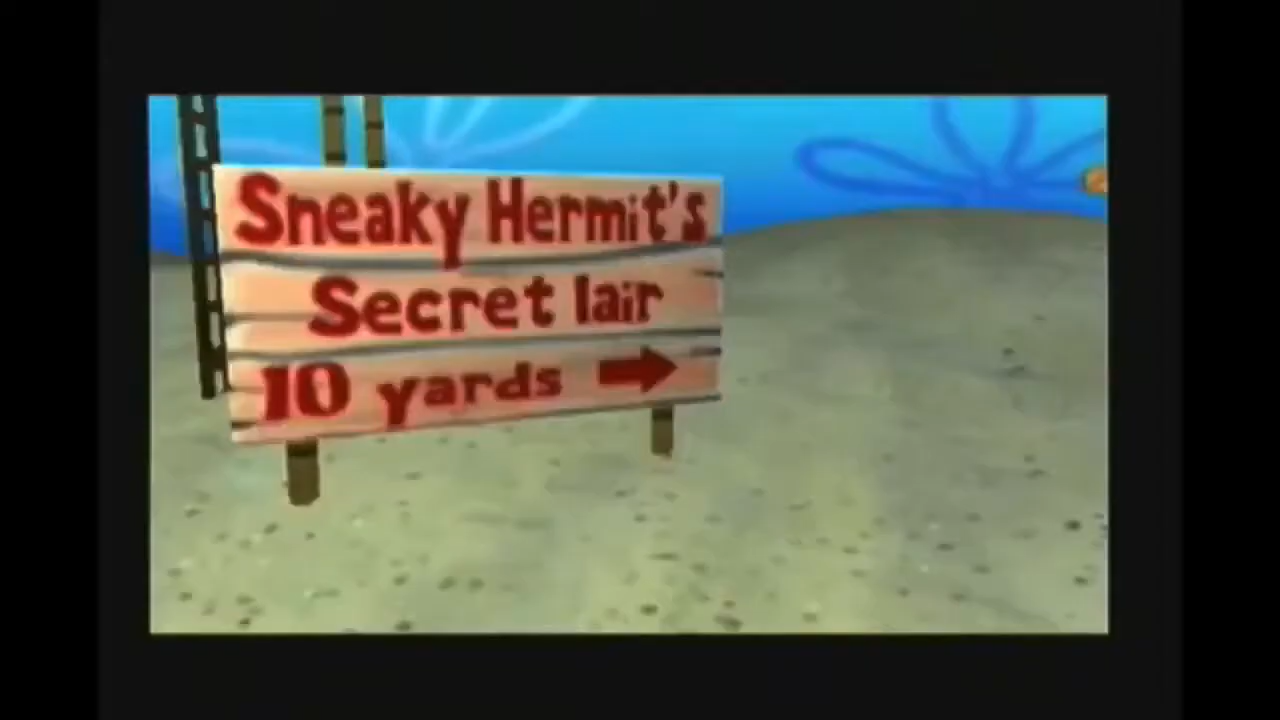 Sneaky Hermit's
Secret lair
10 yards →